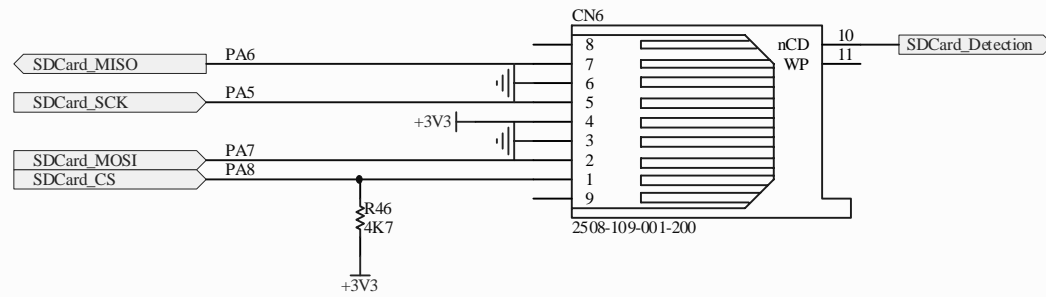 CN6
8
nCD
10
SDCard_Detection
SDCard_MISO
PA6
7
WP
11
6
SDCard_SCK
PA5
5
+3V3
4
3
SDCard_MOSI
PA7
2
SDCard_CS
PA8
1
9
R46
4K7
2508-109-001-200
+3V3